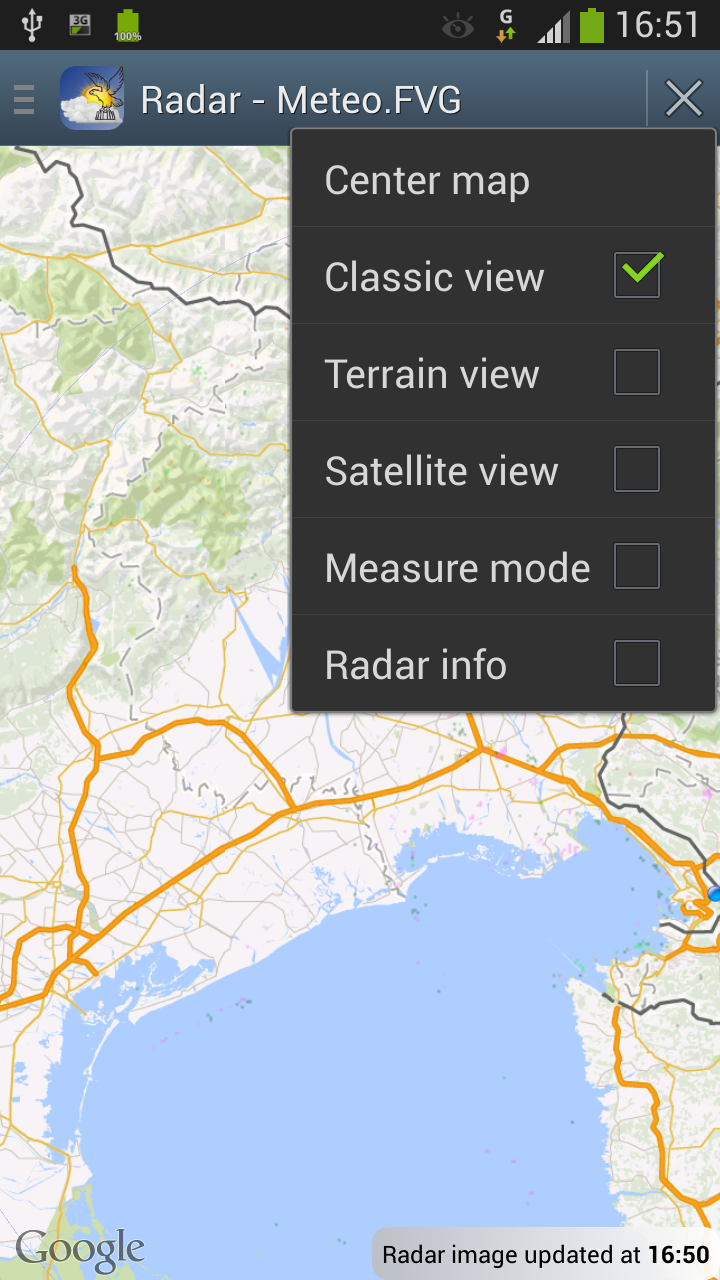 3G
100%
G
16:51
Radar - Meteo.FVG
Center map
Classic view
Terrain view
Satellite view
Measure mode
Radar info
Google
Radar image updated at 16:50